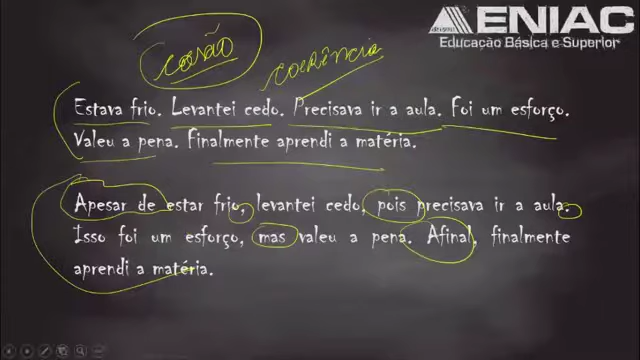 coesão
ENIAC
Educação Básica e Superior
coerência
Estava frio. Levantei cedo. Precisava ir a aula. Foi um esforço.
Valeu a pena. Finalmente aprendi a matéria.
Apesar de estar frio, levantei cedo, pois precisava ir a aula.
Isso foi um esforço, mas valeu a pena. Afinal, finalmente
aprendi a matéria.